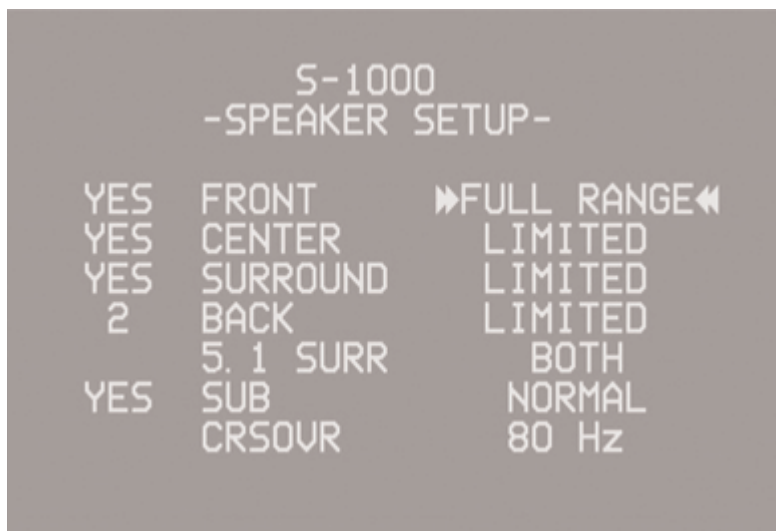 S-1000
-SPEAKER SETUP-
YES FRONT »FULL RANGE«
YES CENTER LIMITED
YES SURROUND LIMITED
2 BACK LIMITED
5.1 SURR BOTH
YES SUB NORMAL
CRSOVR 80 Hz